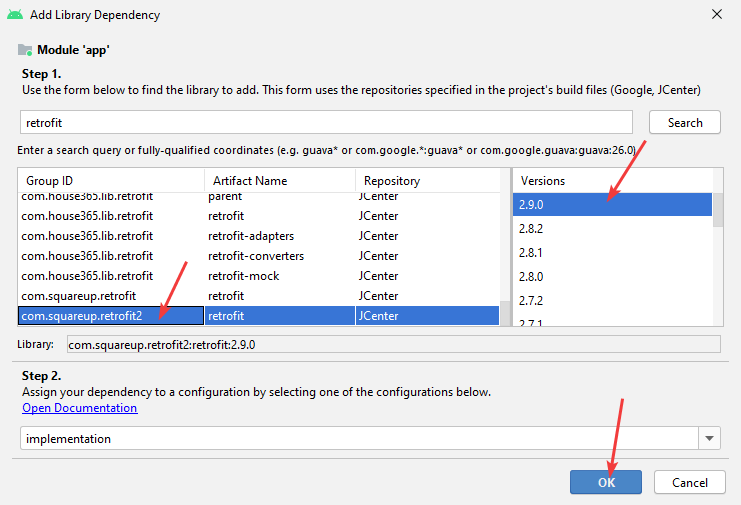 Add Library Dependency
Module 'app'
Step 1.
Use the form below to find the library to add. This form uses the repositories specified in the project's build files (Google, JCenter)
retrofit
Search
Enter a search query or fully-qualified coordinates (e.g. guava* or com.google.*:guava* or com.google.guava:guava:26.0)
Group ID Artifact Name Repository Versions
com.house365.lib.retrofit parent JCenter
2.9.0
com.house365.lib.retrofit retrofit JCenter
2.8.2
com.house365.lib.retrofit retrofit-adapters JCenter
2.8.1
com.house365.lib.retrofit retrofit-converters JCenter
com.house365.lib.retrofit retrofit-mock JCenter
2.8.0
com.squareup.retrofit retrofit JCenter
2.7.2
com.squareup.retrofit2 retrofit JCenter
2.7.1
Library: com.squareup.retrofit2:retrofit:2.9.0
Step 2.
Assign your dependency to a configuration by selecting one of the configurations below.
Open Documentation
implementation
OK Cancel